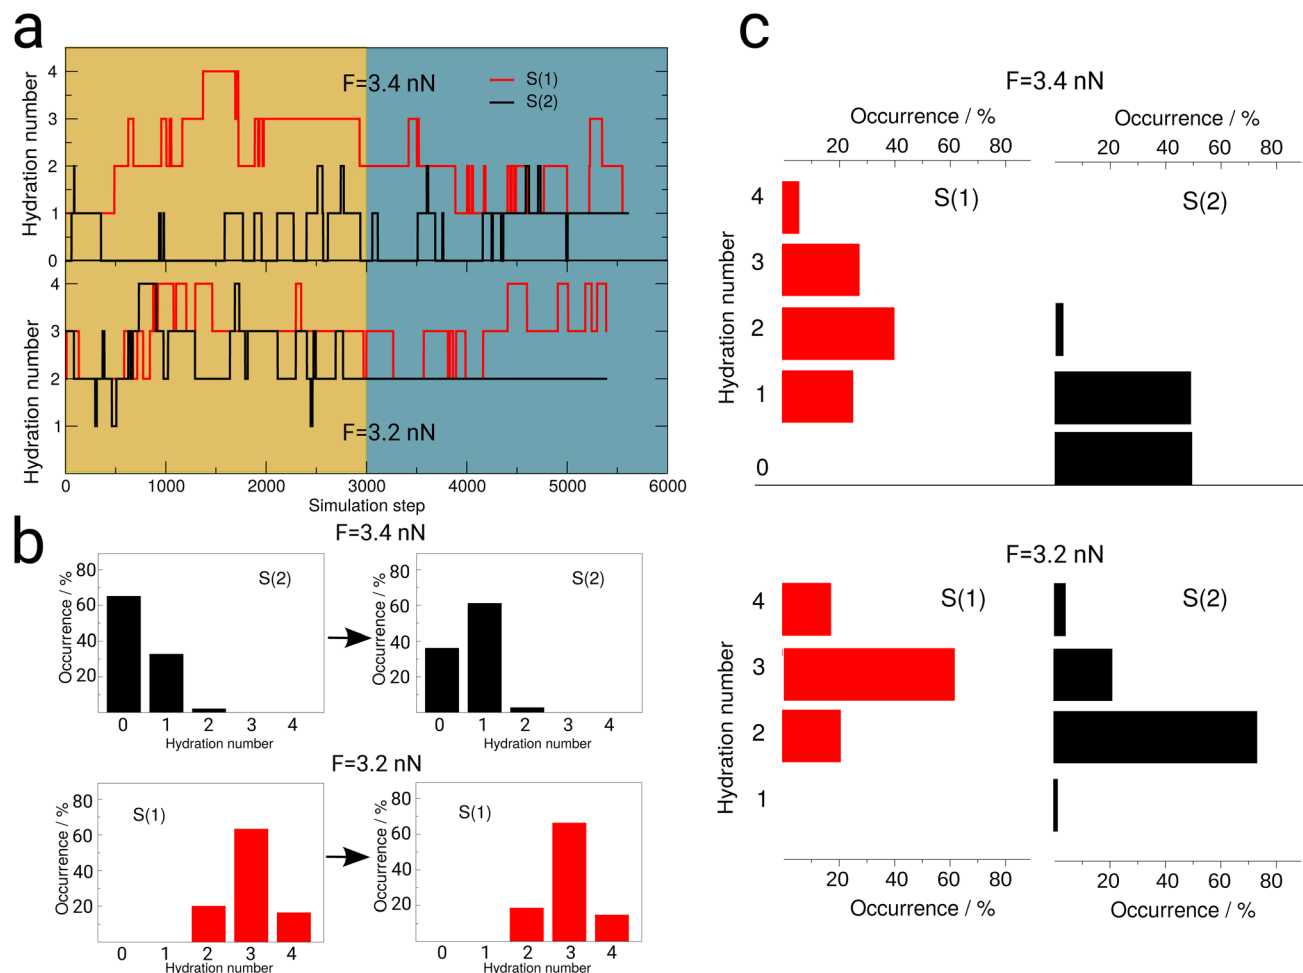 a
Hydration number
4
3
2
1
0
F=3.4 nN
S(1)
S(2)
Hydration number
4
3
2
1
F=3.2 nN
0 1000 2000 3000 4000 5000 6000
Simulation step
b
F=3.4 nN
Occurrence / %
80
60
40
20
S(2)
0 1 2 3 4
Hydration number
Occurrence / %
80
60
40
20
S(2)
0 1 2 3 4
Hydration number
F=3.2 nN
Occurrence / %
80
60
40
20
S(1)
0 1 2 3 4
Hydration number
Occurrence / %
80
60
40
20
S(1)
0 1 2 3 4
Hydration number
c
F=3.4 nN
Occurrence / %
20 40 60 80
Occurrence / %
20 40 60 80
Hydration number
4
3
2
1
0
S(1)
S(2)
F=3.2 nN
Hydration number
4
3
2
1
S(1)
S(2)
20 40 60 80
Occurrence / %
20 40 60 80
Occurrence / %